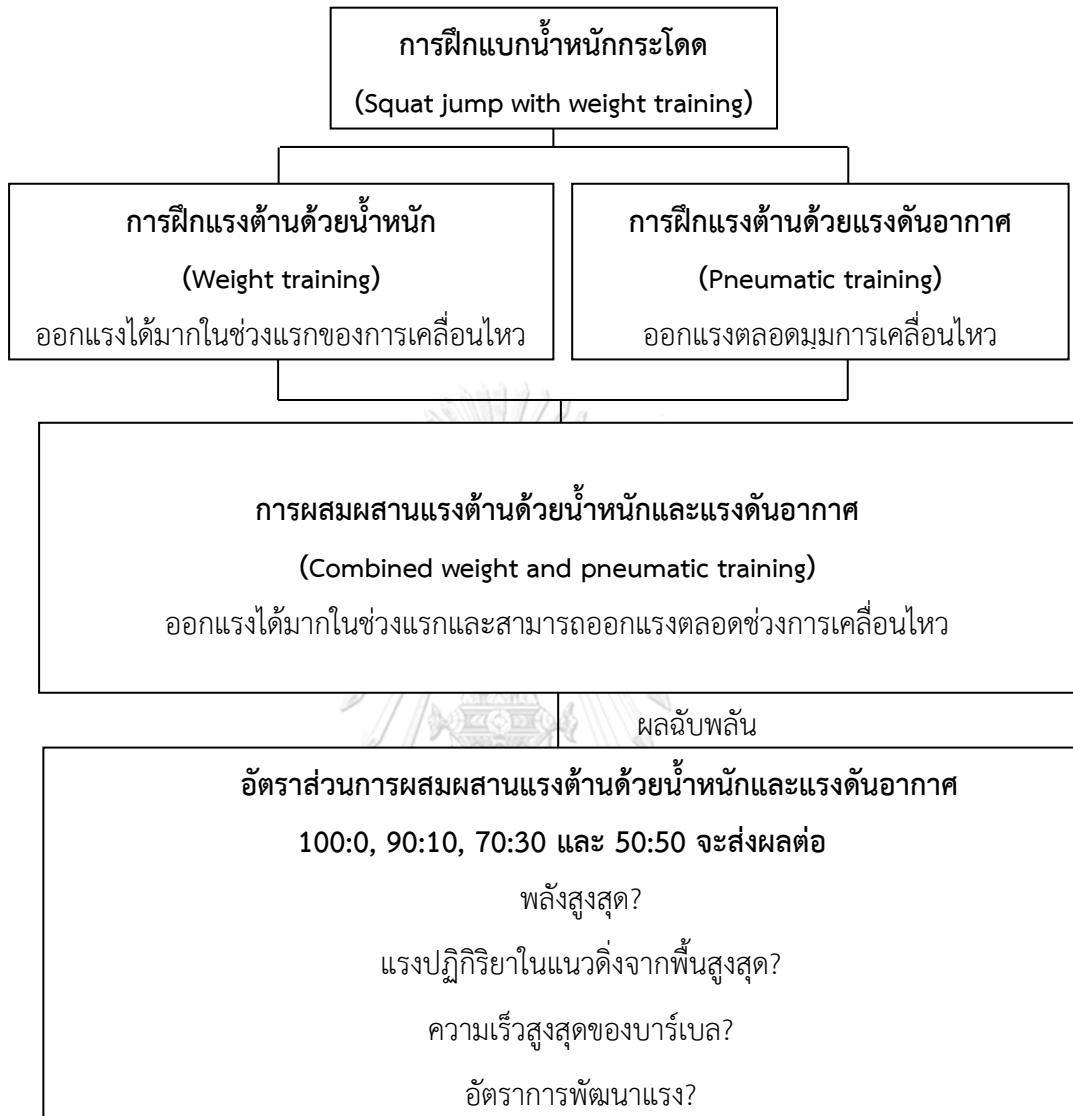 การฝึกแบกน้ำหนักกระโดด
(Squat jump with weight training)
การฝึกแรงต้านด้วยน้ำหนัก
(Weight training)
ออกแรงได้มากในช่วงแรกของการเคลื่อนไหว
การฝึกแรงต้านด้วยแรงดันอากาศ
(Pneumatic training)
ออกแรงตลอดมุมการเคลื่อนไหว
การผสมผสานแรงต้านด้วยน้ำหนักและแรงดันอากาศ
(Combined weight and pneumatic training)
ออกแรงได้มากในช่วงแรกและสามารถออกแรงตลอดช่วงการเคลื่อนไหว
ผลฉับพลัน
อัตราส่วนการผสมผสานแรงต้านด้วยน้ำหนักและแรงดันอากาศ
100:0, 90:10, 70:30 และ 50:50 จะส่งผลต่อ
พลังสูงสุด?
แรงปฏิกิริยาในแนวดิ่งจากพื้นสูงสุด?
ความเร็วสูงสุดของบาร์เบล?
อัตราการพัฒนาแรง?